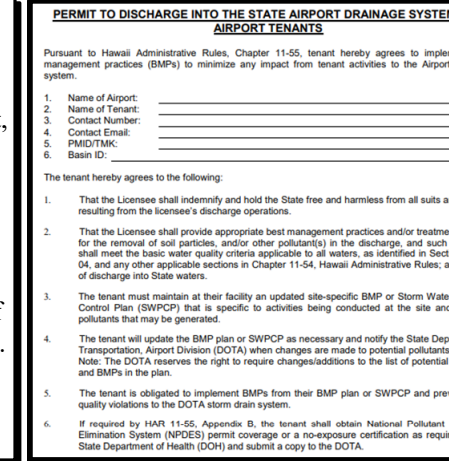 PERMIT TO DISCHARGE INTO THE STATE AIRPORT DRAINAGE
AIRPORT TENANTS
Pursuant to Hawaii Administrative Rules, Chapter 11-55, tenant hereby agrees to
management practices (BMPs) to minimize any impact from tenant activities to the
system.
1. Name of Airport:
2. Name of Tenant:
3. Contact Number:
4. Contact Email:
5. PMID/TMK:
6. Basin ID:
The tenant hereby agrees to the following:
1. That the Licensee shall indemnify and hold the State free and harmless from all suits
resulting from the licensee's discharge operations.
2. That the Licensee shall provide appropriate best management practices and/or
for the removal of soil particles, and/or other pollutant(s) in the discharge, and such
shall meet the basic water quality criteria applicable to all waters, as identified in
04, and any other applicable sections in Chapter 11-54, Hawaii Administrative Rules;
of discharge into State waters.
3. The tenant must maintain at their facility an updated site-specific BMP or Storm
Control Plan (SWPCP) that is specific to activities being conducted at the site
pollutants that may be generated.
4. The tenant will update the BMP plan or SWPCP as necessary and notify the State
Transportation, Airport Division (DOTA) when changes are made to potential pollutants
Note: The DOTA reserves the right to require changes/additions to the list of potential
and BMPs in the plan.
5. The tenant is obligated to implement BMPs from their BMP plan or SWPCP and
quality violations to the DOTA storm drain system.
6. If required by HAR 11-55, Appendix B, the tenant shall obtain National Pollutant
Elimination System (NPDES) permit coverage or a no-exposure certification as
State Department of Health (DOH) and submit a copy to the DOTA.